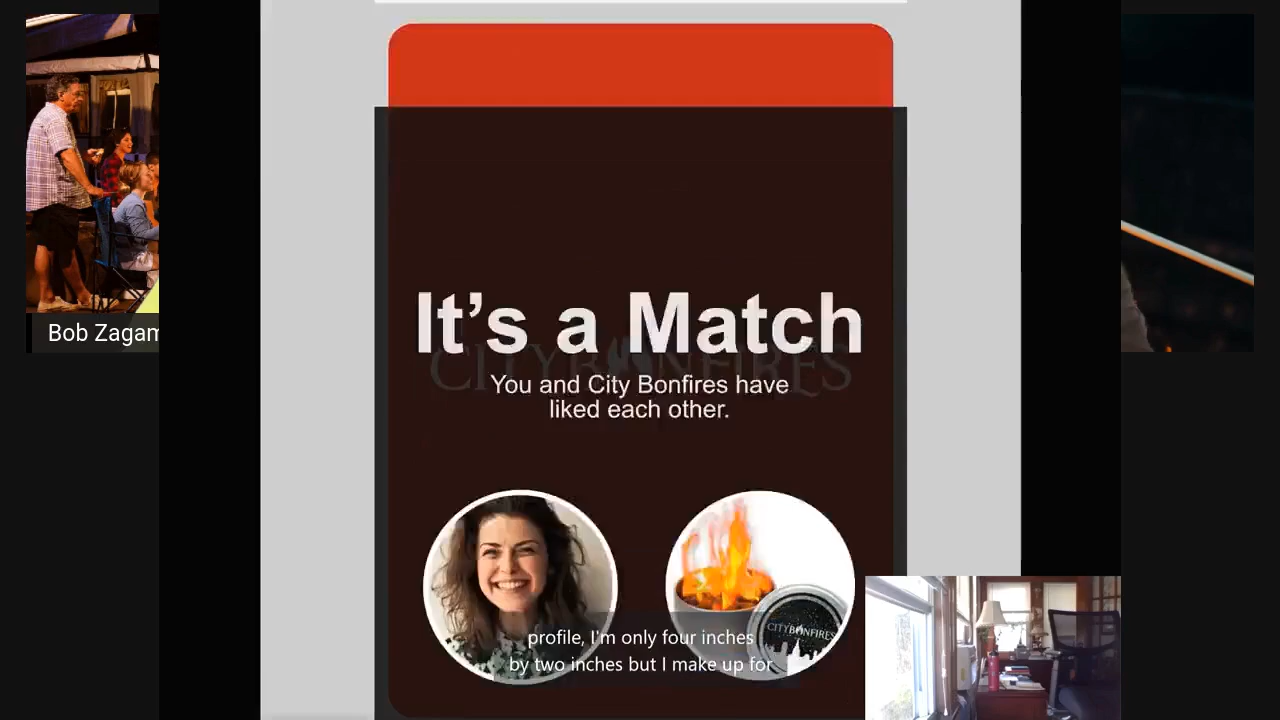 Bob Zagam
It's a Match
CITYBONFIRES
You and City Bonfires have
liked each other.
CITYBONFIRES
profile, I'm only four inches
by two inches but I make up for